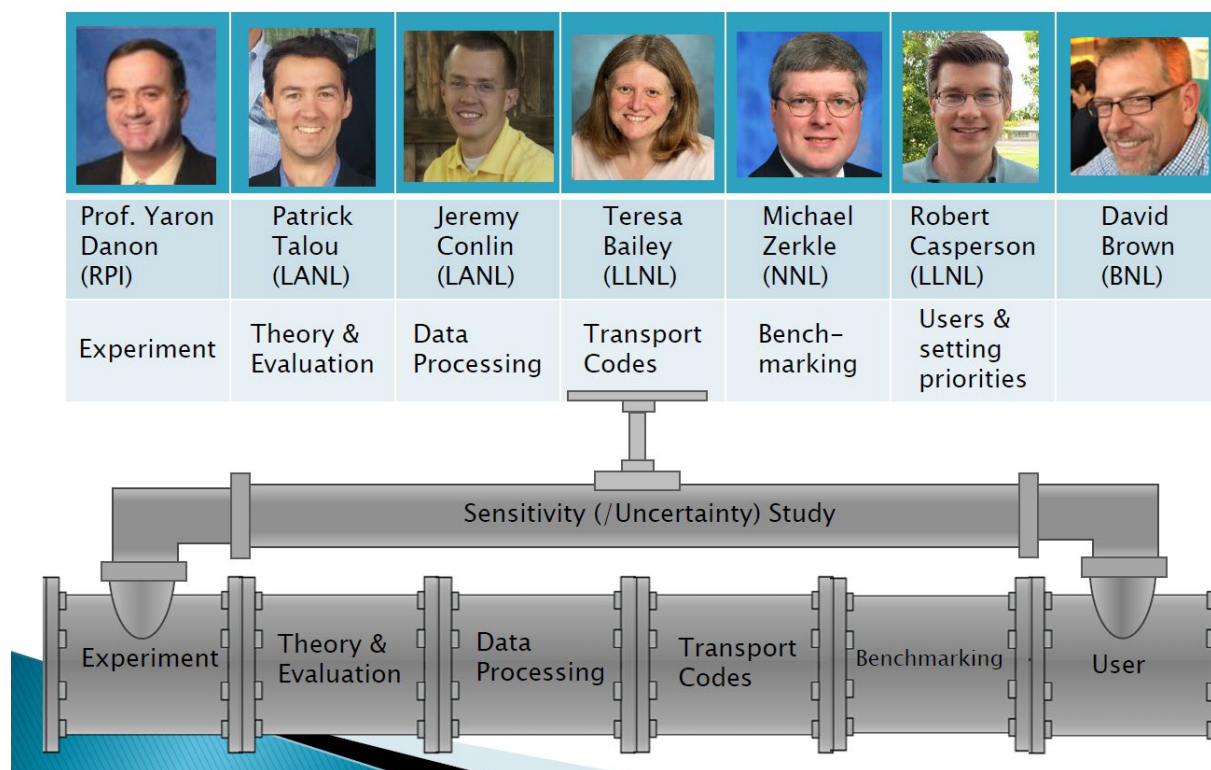 Prof. Yaron
Danon
(RPI)
Patrick
Talou
(LANL)
Jeremy
Conlin
(LANL)
Teresa
Bailey
(LLNL)
Michael
Zerkle
(NNL)
Robert
Casperson
(LLNL)
David
Brown
(BNL)
Experiment
Theory &
Evaluation
Data
Processing
Transport
Codes
Bench-
marking
Users &
setting
priorities
Sensitivity (/Uncertainty) Study
Experiment
Theory &
Evaluation
Data
Processing
Transport
Codes
Benchmarking
User